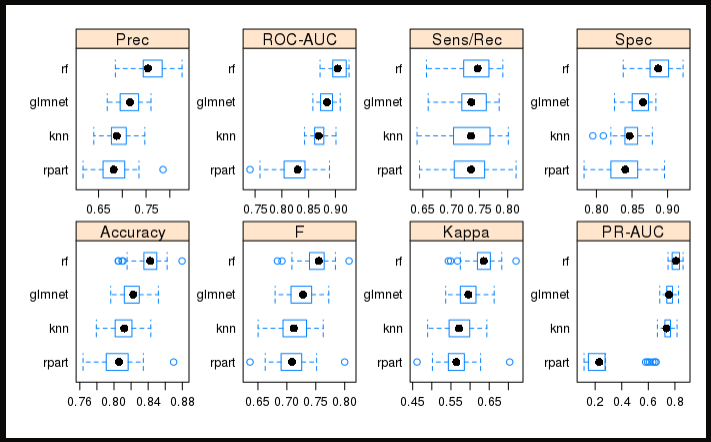 Prec ROC-AUC Sens/Rec Spec
rf rf rf rf
glmnet glmnet glmnet glmnet
knn knn knn knn
rpart rpart rpart rpart
0.65 0.75 0.75 0.80 0.85 0.90 0.65 0.70 0.75 0.80 0.80 0.85 0.90
Accuracy F Kappa PR-AUC
rf rf rf rf
glmnet glmnet glmnet glmnet
knn knn knn knn
rpart rpart rpart rpart
0.76 0.80 0.84 0.88 0.65 0.70 0.75 0.80 0.45 0.55 0.65 0.2 0.4 0.6 0.8